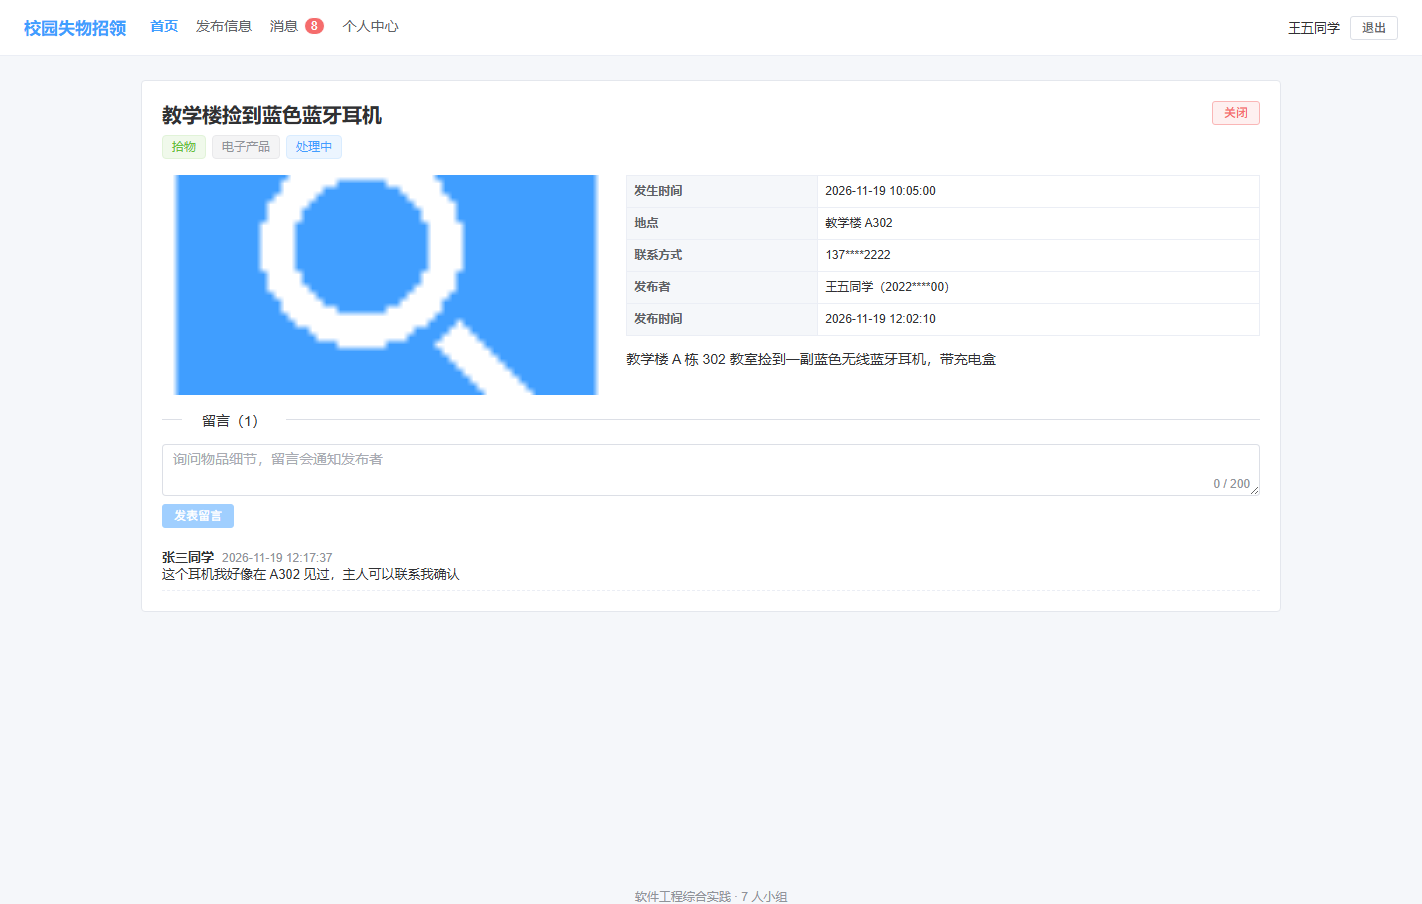 校园失物招领 首页 发布信息 消息 8 个人中心 王五同学 退出
教学楼捡到蓝色蓝牙耳机 关闭
拾物 电子产品 处理中
发生时间 2026-11-19 10:05:00
地点 教学楼 A302
联系方式 137****2222
发布者 王五同学（2022****00）
发布时间 2026-11-19 12:02:10
教学楼 A 栋 302 教室捡到一副蓝色无线蓝牙耳机，带充电盒
留言（1）
询问物品细节，留言会通知发布者
0 / 200
发表留言
张三同学 2026-11-19 12:17:37
这个耳机我好像在 A302 见过，主人可以联系我确认
软件工程综合实践 · 7 人小组